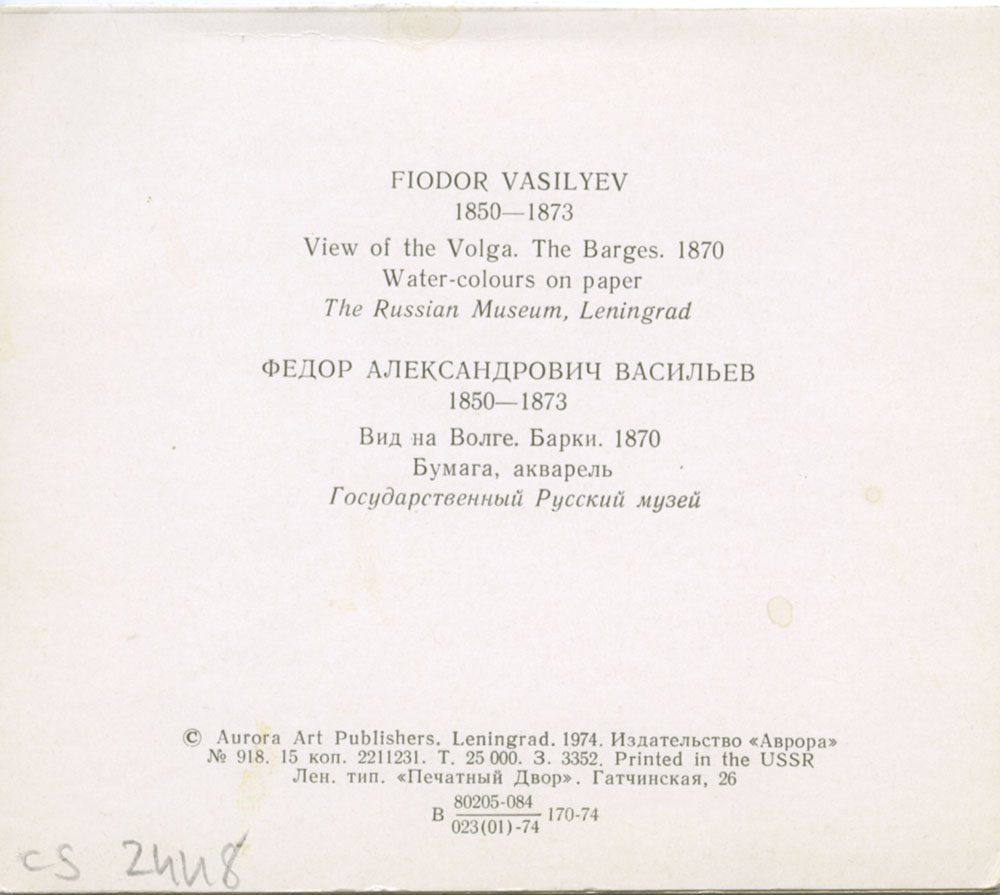 FIODOR VASILYEV
1850—1873
View of the Volga. The Barges. 1870
Water-colours on paper
The Russian Museum, Leningrad
ФЕДОР АЛЕКСАНДРОВИЧ ВАСИЛЬЕВ
1850—1873
Вид на Волге. Барки. 1870
Бумага, акварель
Государственный Русский музей
© Aurora Art Publishers. Leningrad. 1974. Издательство «Аврора»
№ 918. 15 коп. 2211231. Т. 25 000. З. 3352. Printed in the USSR
Лен. тип. «Печатный Двор». Гатчинская, 26
В 80205-084 170-74
023(01)-74
CS 2448